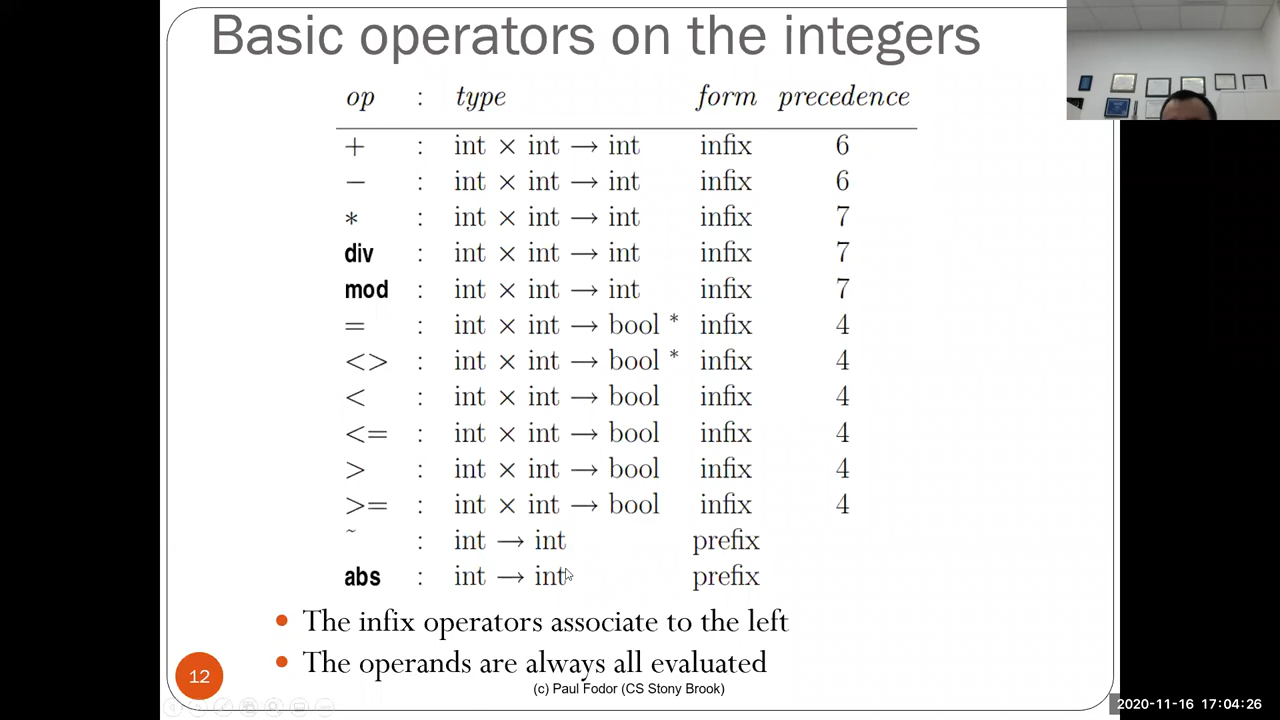 Basic operators on the integers
op : type form precedence
+ : int × int → int infix 6
− : int × int → int infix 6
* : int × int → int infix 7
div : int × int → int infix 7
mod : int × int → int infix 7
= : int × int → bool * infix 4
<> : int × int → bool * infix 4
< : int × int → bool infix 4
<= : int × int → bool infix 4
> : int × int → bool infix 4
>= : int × int → bool infix 4
~ : int → int prefix
abs : int → int prefix
• The infix operators associate to the left
• The operands are always all evaluated
12
(c) Paul Fodor (CS Stony Brook)
2020-11-16 17:04:26